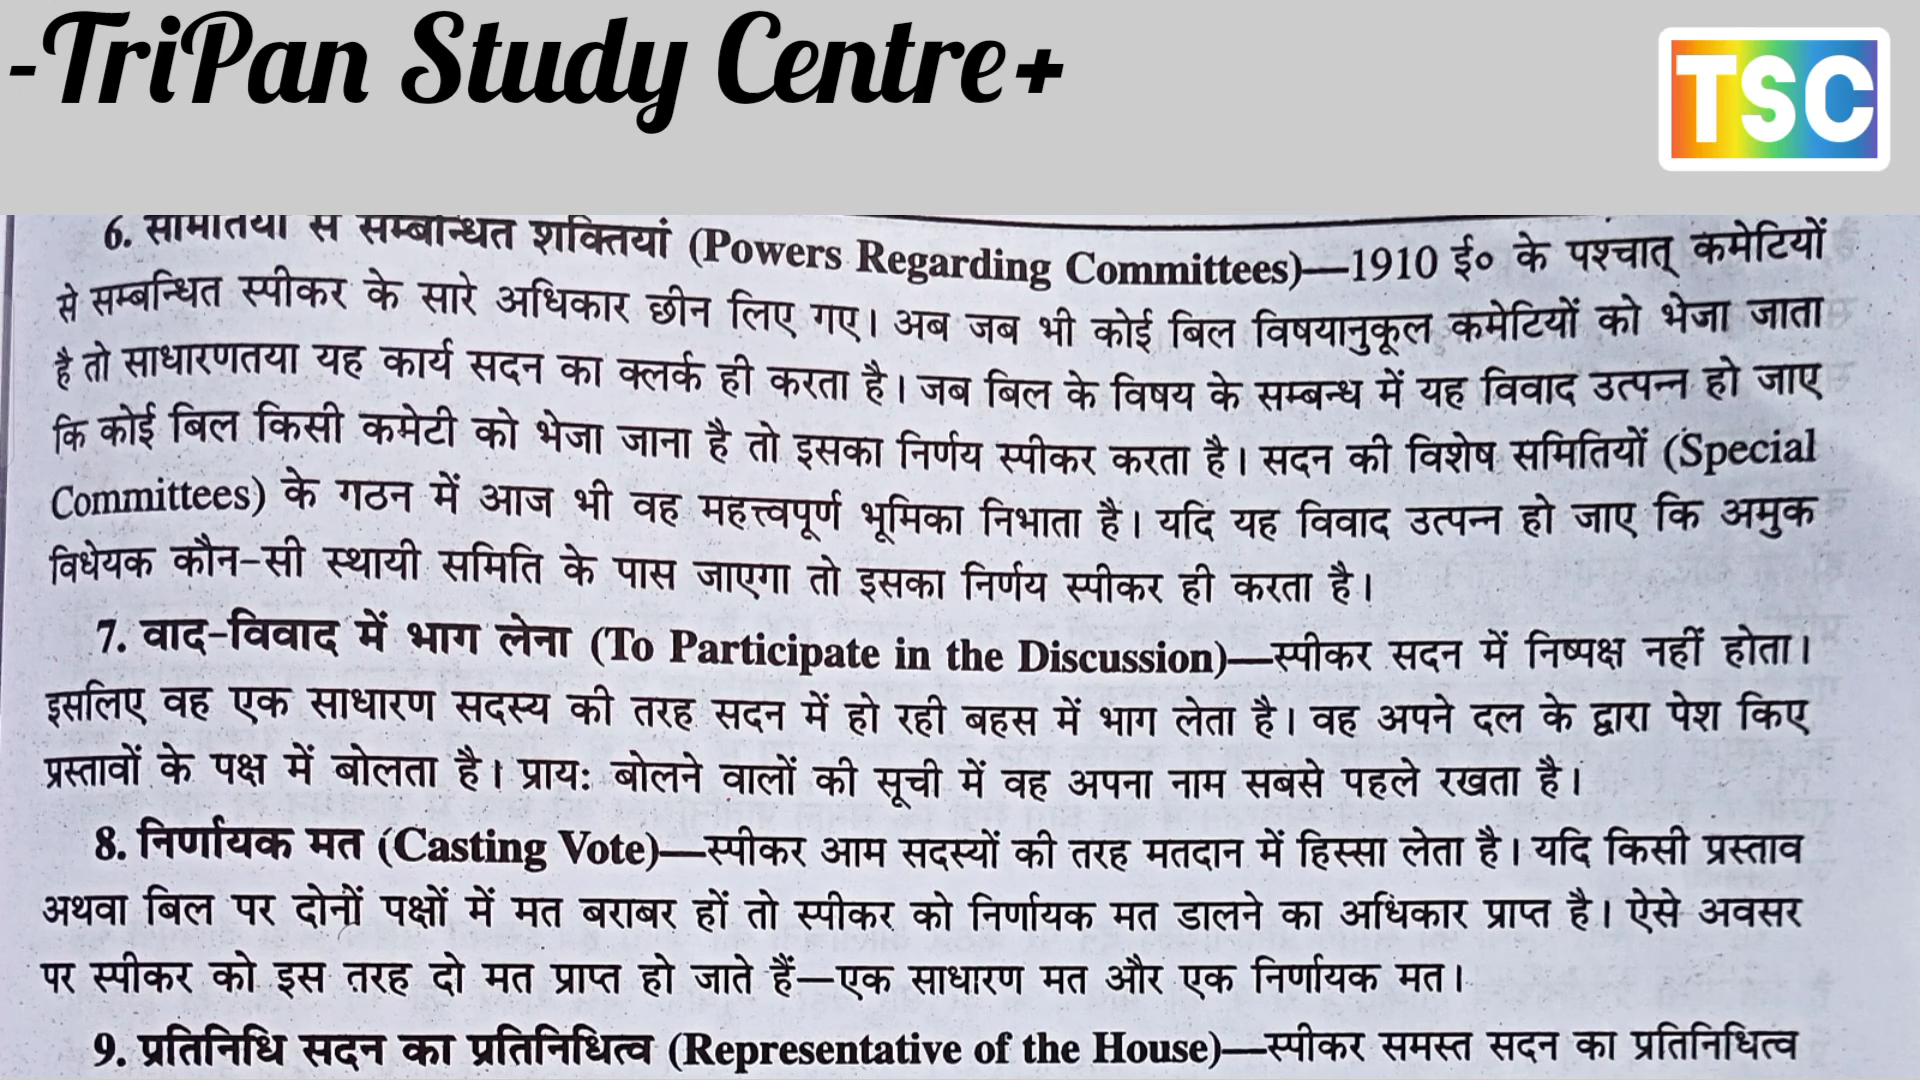 -TriPan Study Centre+
TSC
6. समितियों से सम्बन्धित शक्तियां (Powers Regarding Committees)—1910 ई० के पश्चात् कमेटियों
से सम्बन्धित स्पीकर के सारे अधिकार छीन लिए गए। अब जब भी कोई बिल विषयानुकूल कमेटियों को भेजा जाता
है तो साधारणतया यह कार्य सदन का क्लर्क ही करता है। जब बिल के विषय के सम्बन्ध में यह विवाद उत्पन्न हो जाए
कि कोई बिल किसी कमेटी को भेजा जाना है तो इसका निर्णय स्पीकर करता है। सदन की विशेष समितियों (Special
Committees) के गठन में आज भी वह महत्त्वपूर्ण भूमिका निभाता है। यदि यह विवाद उत्पन्न हो जाए कि अमुक
विधेयक कौन-सी स्थायी समिति के पास जाएगा तो इसका निर्णय स्पीकर ही करता है।
7. वाद-विवाद में भाग लेना (To Participate in the Discussion)—स्पीकर सदन में निष्पक्ष नहीं होता।
इसलिए वह एक साधारण सदस्य की तरह सदन में हो रही बहस में भाग लेता है। वह अपने दल के द्वारा पेश किए
प्रस्तावों के पक्ष में बोलता है। प्राय: बोलने वालों की सूची में वह अपना नाम सबसे पहले रखता है।
8. निर्णायक मत (Casting Vote)—स्पीकर आम सदस्यों की तरह मतदान में हिस्सा लेता है। यदि किसी प्रस्ताव
अथवा बिल पर दोनों पक्षों में मत बराबर हों तो स्पीकर को निर्णायक मत डालने का अधिकार प्राप्त है। ऐसे अवसर
पर स्पीकर को इस तरह दो मत प्राप्त हो जाते हैं—एक साधारण मत और एक निर्णायक मत।
9. प्रतिनिधि सदन का प्रतिनिधित्व (Representative of the House)—स्पीकर समस्त सदन का प्रतिनिधित्व